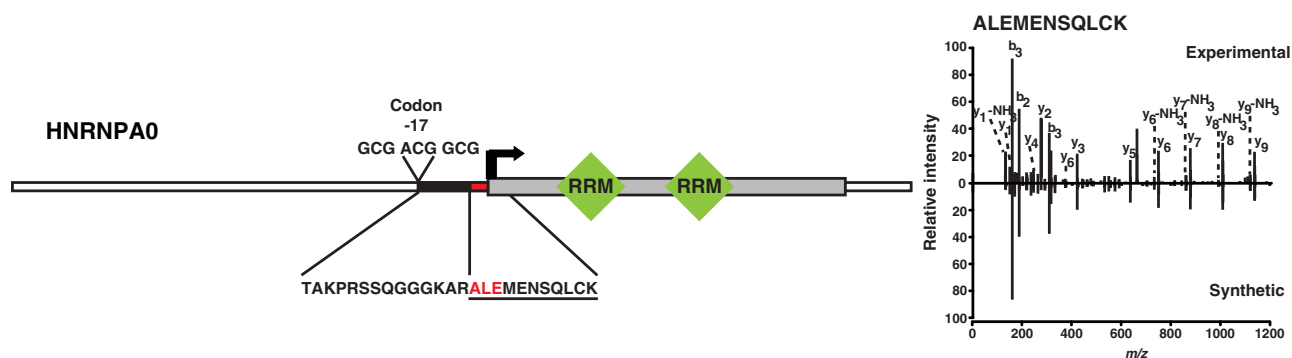 HNRNPA0
Codon
-17
GCG ACG GCG
RRM
RRM
TAKPRSSQGGGKARALEMENSQLCK
ALEMENSQLCK
Relative intensity
100
80
60
40
20
0
20
40
60
80
100
Experimental
b3
b2
y1-NH3
y1
y4
y2
b3
y6
y3
y5
y6-NH3
y6
y7-NH3
y7
y8-NH3
y8
y9-NH3
y9
Synthetic
0 200 400 600 800 1000 1200
m/z